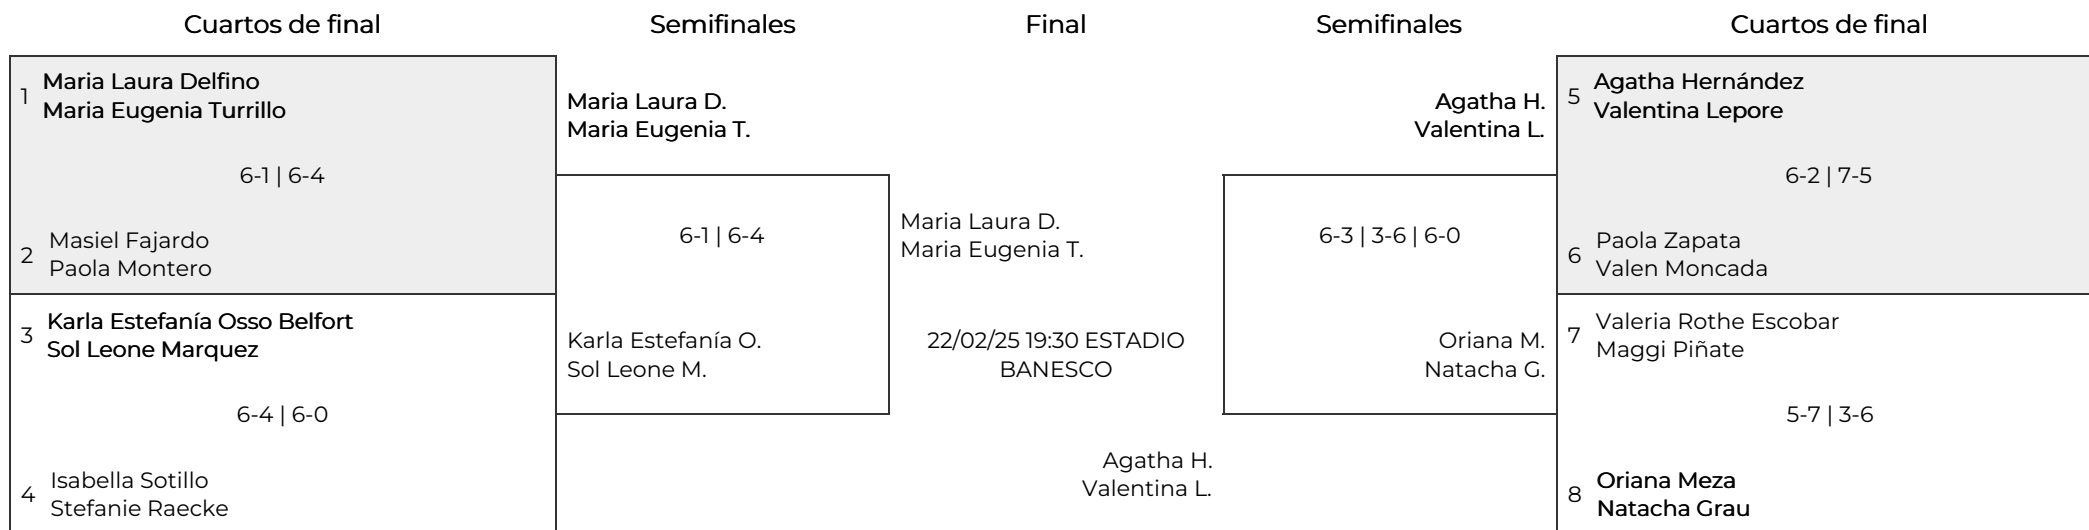 Cuartos de final
Semifinales
Final
Semifinales
Cuartos de final
1
Maria Laura Delfino
Maria Eugenia Turrillo
6-1 | 6-4
2
Masiel Fajardo
Paola Montero
3
Karla Estefanía Osso Belfort
Sol Leone Marquez
6-4 | 6-0
4
Isabella Sotillo
Stefanie Raecke
Maria Laura D.
Maria Eugenia T.
6-1 | 6-4
Karla Estefanía O.
Sol Leone M.
Maria Laura D.
Maria Eugenia T.
22/02/25 19:30 ESTADIO
BANESCO
Agatha H.
Valentina L.
Agatha H.
Valentina L.
6-3 | 3-6 | 6-0
Oriana M.
Natacha G.
5
Agatha Hernández
Valentina Lepore
6-2 | 7-5
6
Paola Zapata
Valen Moncada
7
Valeria Rothe Escobar
Maggi Piñate
5-7 | 3-6
8
Oriana Meza
Natacha Grau